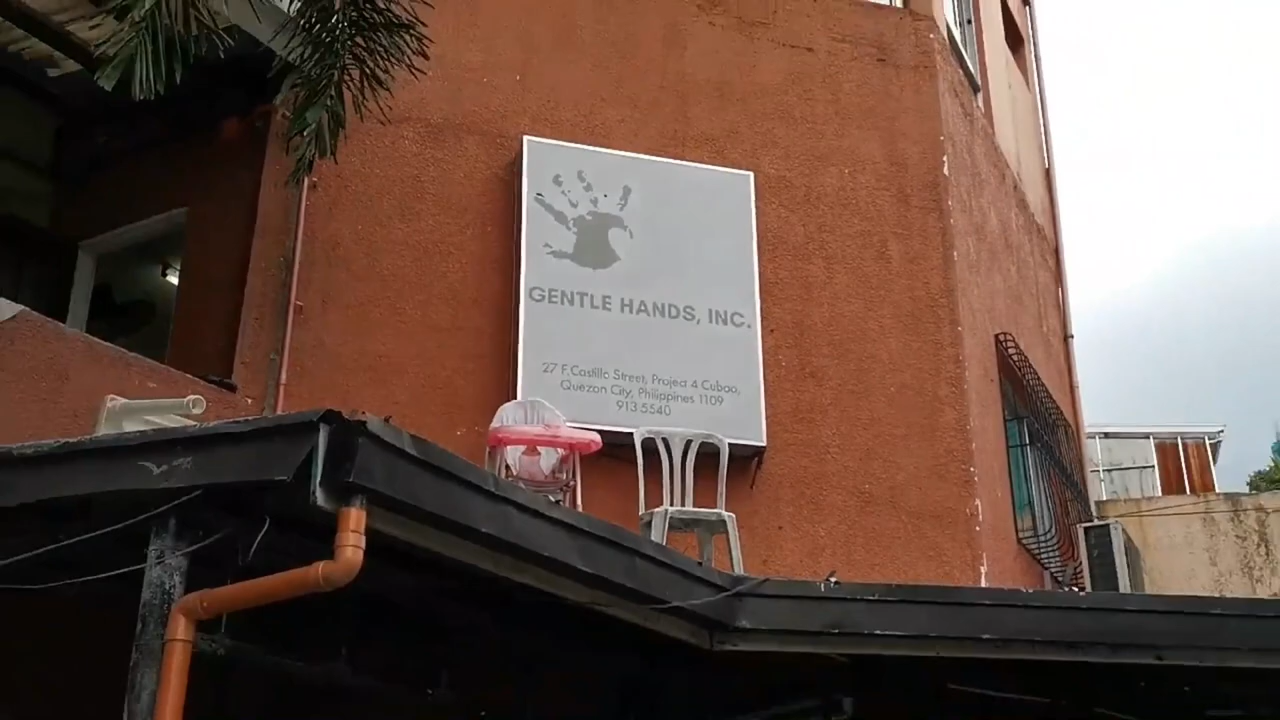 GENTLE HANDS, INC.
27 F.Castillo Street, Project 4 Cubao,
Quezon City, Philippines 1109
913 5540